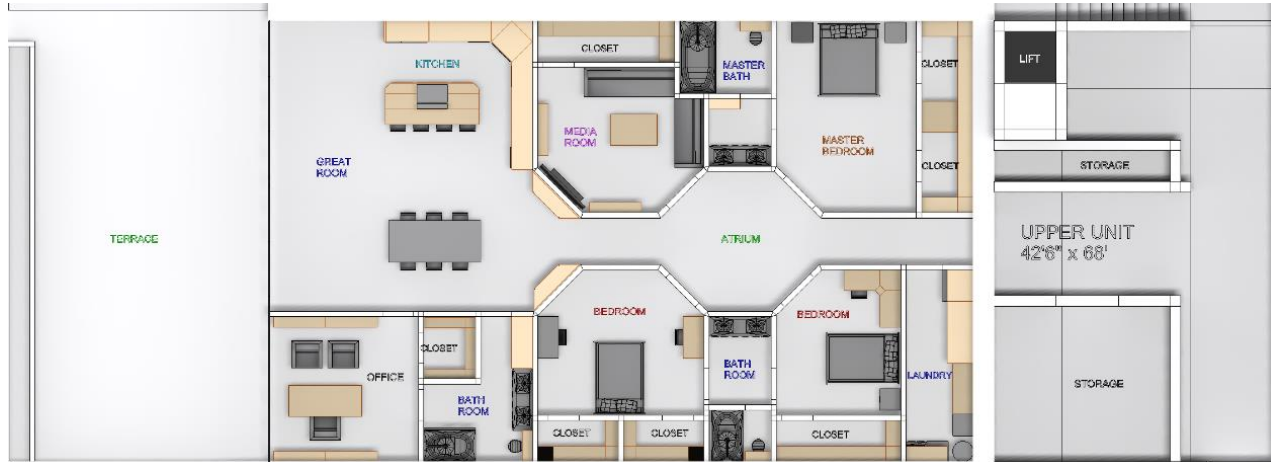 CLOSET
KITCHEN
MASTER
BATH
CLOSET
LIFT
MEDIA
ROOM
MASTER
BEDROOM
GREAT
ROOM
CLOSET
STORAGE
TERRACE
ATRIUM
UPPER UNIT
42'6" x 68'
BEDROOM
BEDROOM
CLOSET
OFFICE
BATH
ROOM
LAUNDRY
STORAGE
BATH
ROOM
CLOSET
CLOSET
CLOSET